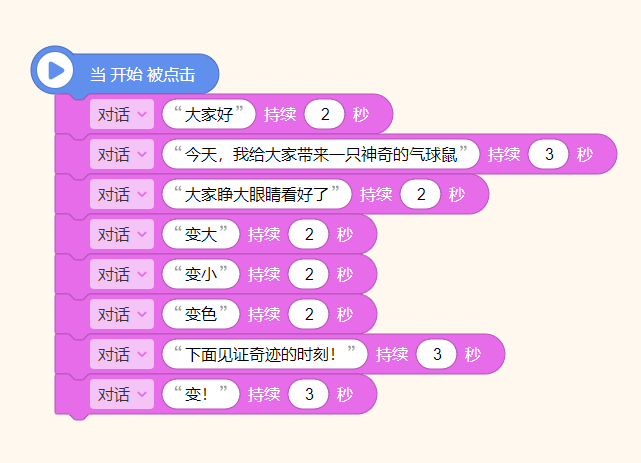 当 开始 被点击
对话 “大家好” 持续 2 秒
对话 “今天，我给大家带来一只神奇的气球鼠” 持续 3 秒
对话 “大家睁大眼睛看好了” 持续 2 秒
对话 “变大” 持续 2 秒
对话 “变小” 持续 2 秒
对话 “变色” 持续 2 秒
对话 “下面见证奇迹的时刻！” 持续 3 秒
对话 “变！” 持续 3 秒